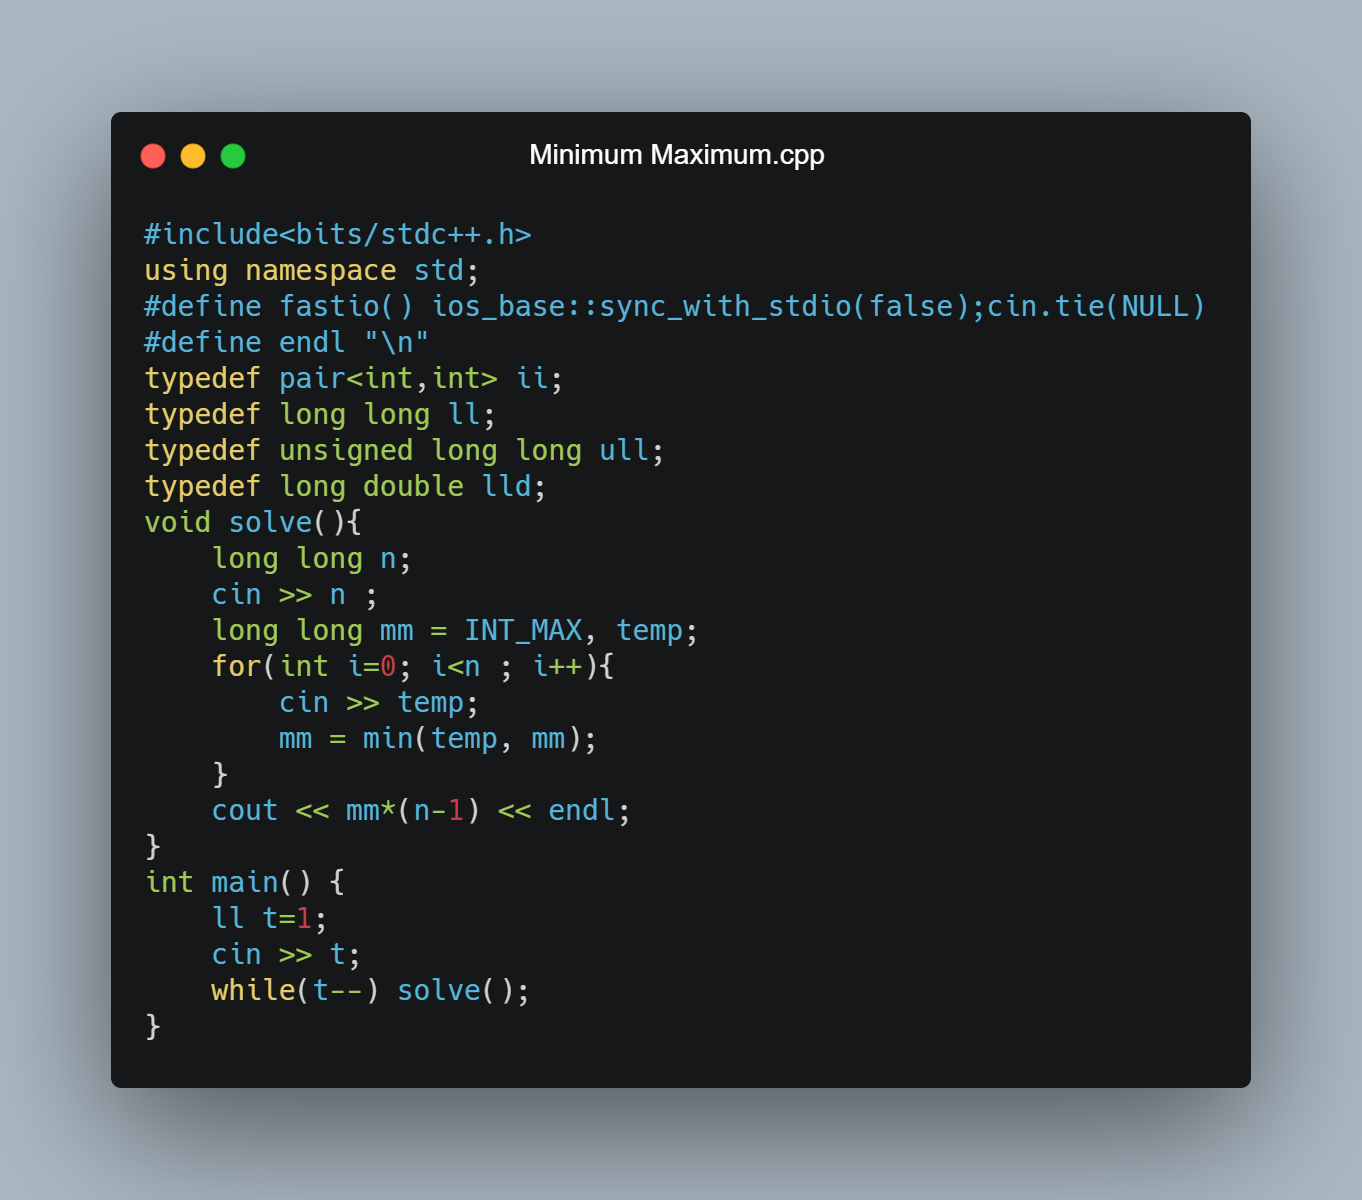 Minimum Maximum.cpp
#include<bits/stdc++.h>
using namespace std;
#define fastio() ios_base::sync_with_stdio(false);cin.tie(NULL)
#define endl "\n"
typedef pair<int,int> ii;
typedef long long ll;
typedef unsigned long long ull;
typedef long double lld;
void solve(){
    long long n;
    cin >> n ;
    long long mm = INT_MAX, temp;
    for(int i=0; i<n ; i++){
        cin >> temp;
        mm = min(temp, mm);
    }
    cout << mm*(n-1) << endl;
}
int main() {
    ll t=1;
    cin >> t;
    while(t--) solve();
}